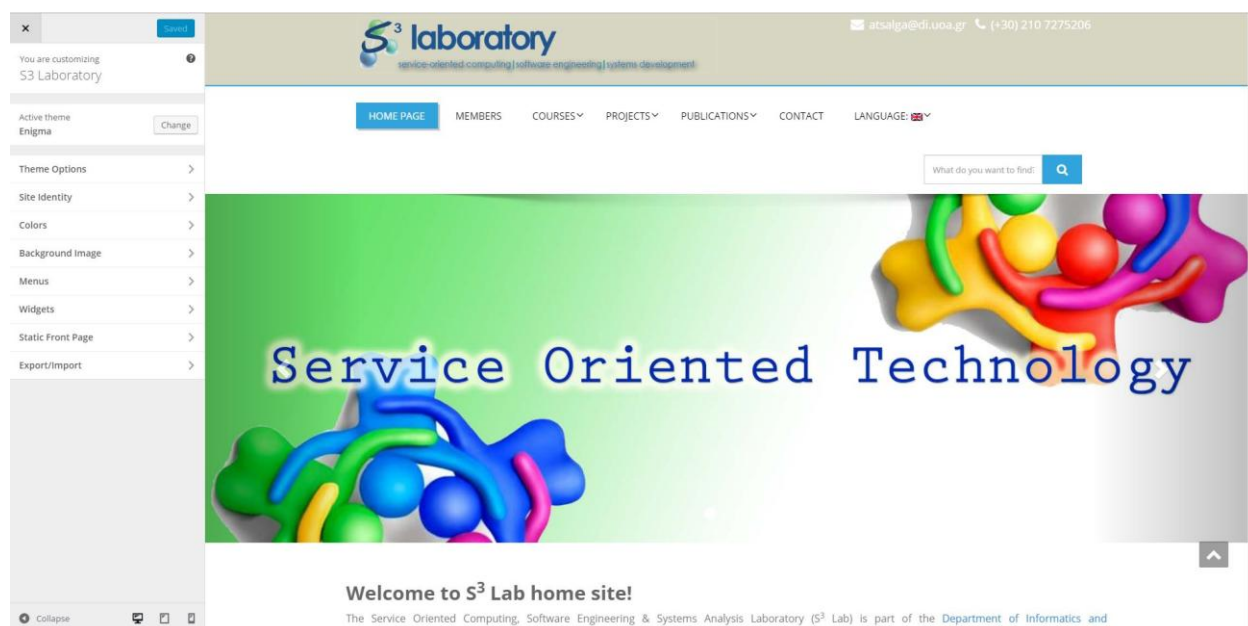 × Saved
You are customizing
S3 Laboratory
Active theme
Enigma
Change
Theme Options
Site Identity
Colors
Background Image
Menus
Widgets
Static Front Page
Export/Import
Collapse
S³ laboratory
service-oriented computing|software engineering|systems development
atsalga@di.uoa.gr (+30) 210 7275206
HOME PAGE MEMBERS COURSES PROJECTS PUBLICATIONS CONTACT LANGUAGE:
What do you want to find?
Service Oriented Technology
Welcome to S³ Lab home site!
The Service Oriented Computing, Software Engineering & Systems Analysis Laboratory (S³ Lab) is part of the Department of Informatics and